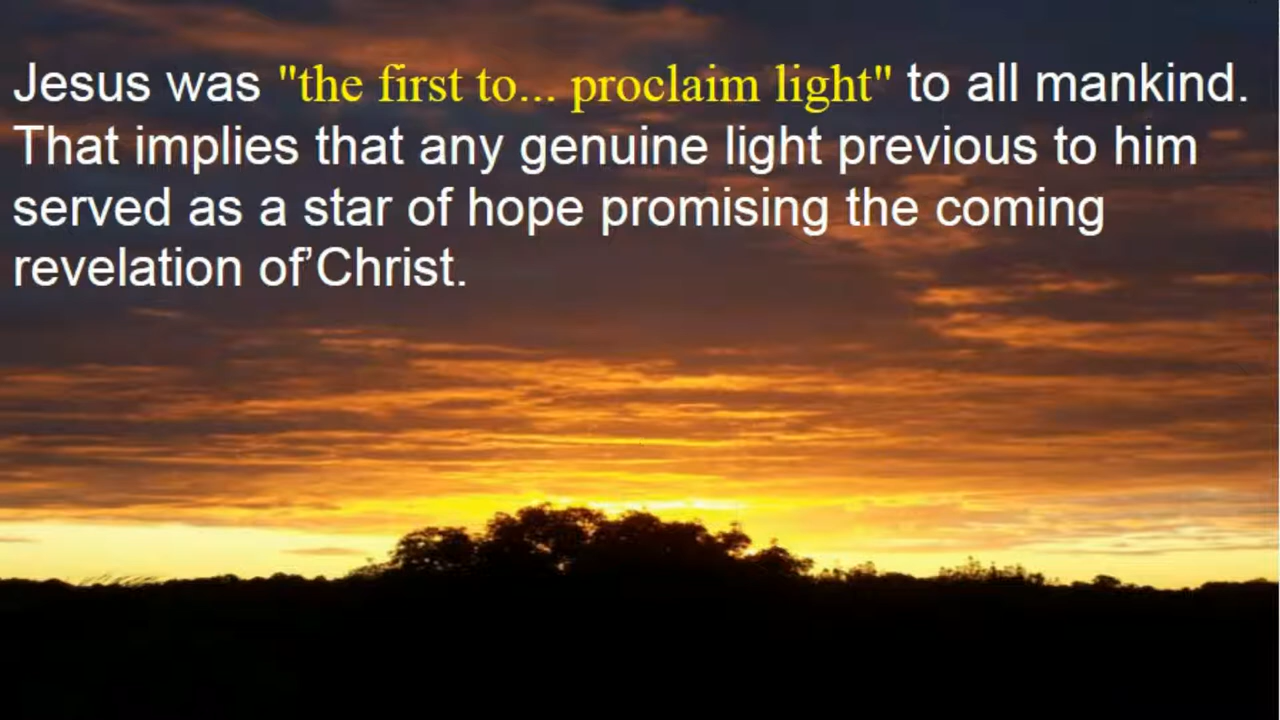 Jesus was "the first to... proclaim light" to all mankind.
That implies that any genuine light previous to him
served as a star of hope promising the coming
revelation of’Christ.